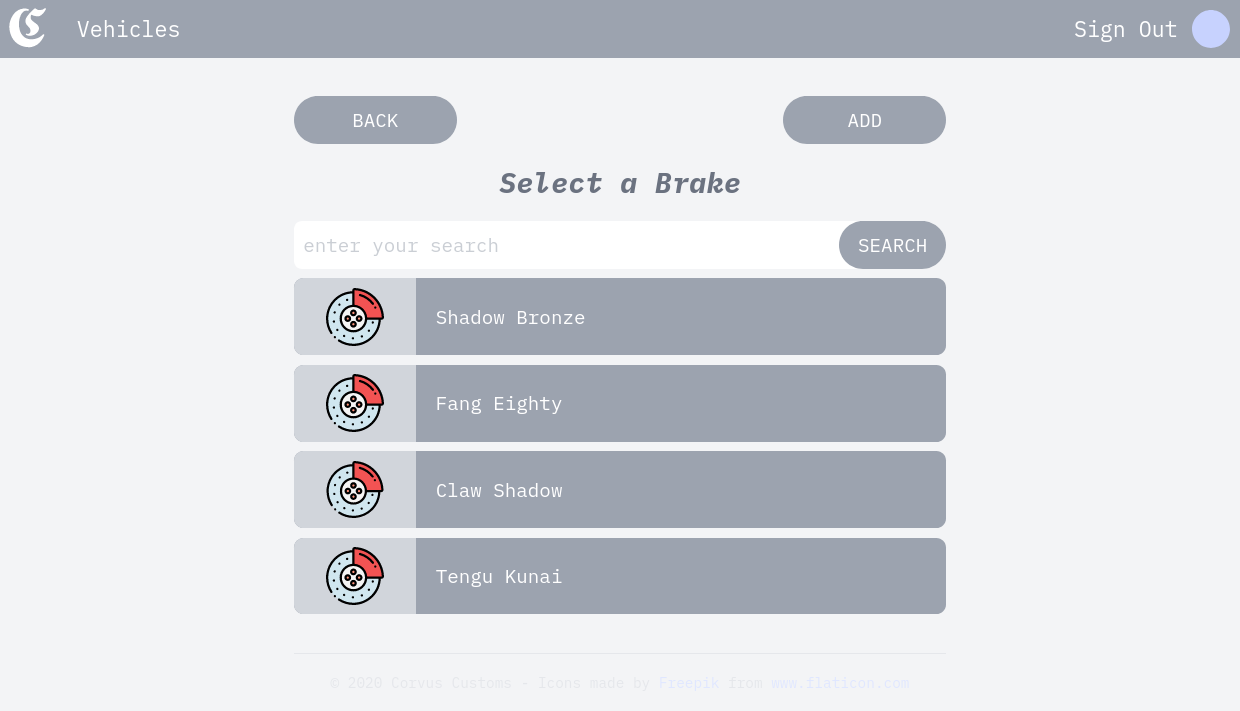 C Vehicles Sign Out
BACK ADD
Select a Brake
enter your search SEARCH
Shadow Bronze
Fang Eighty
Claw Shadow
Tengu Kunai
© 2020 Corvus Customs - Icons made by Freepik from www.flaticon.com